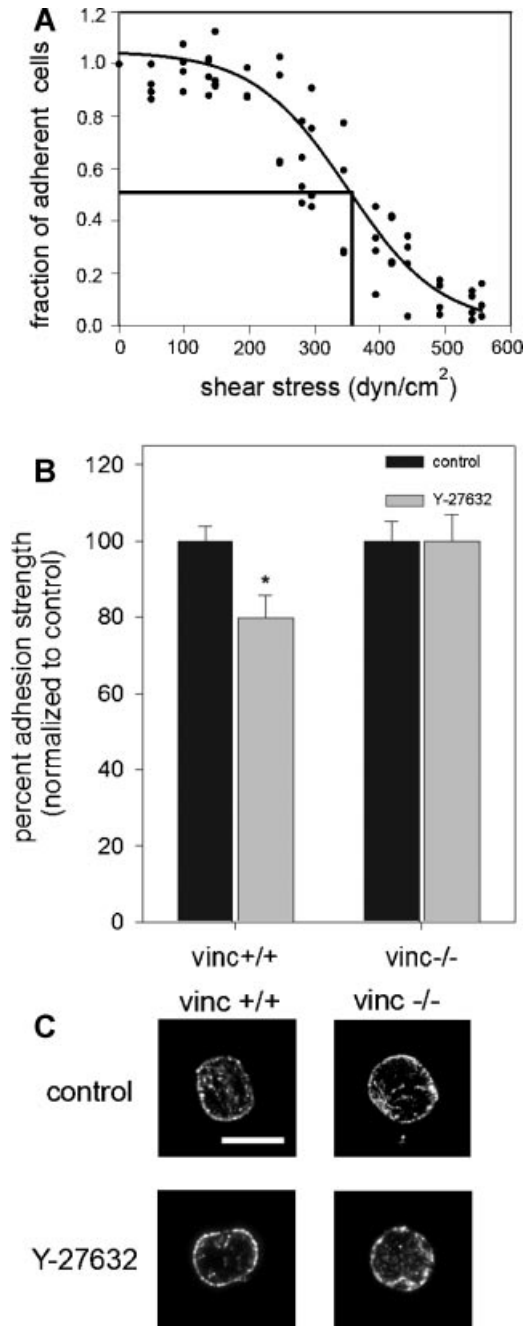 A
fraction of adherent cells
1.2
1.0
0.8
0.6
0.4
0.2
0.0
0 100 200 300 400 500 600
shear stress (dyn/cm²)
B
percent adhesion strength
(normalized to control)
120
100
80
60
40
20
0
control
Y-27632
*
vinc+/+ vinc-/-
C
vinc +/+ vinc -/-
control
Y-27632